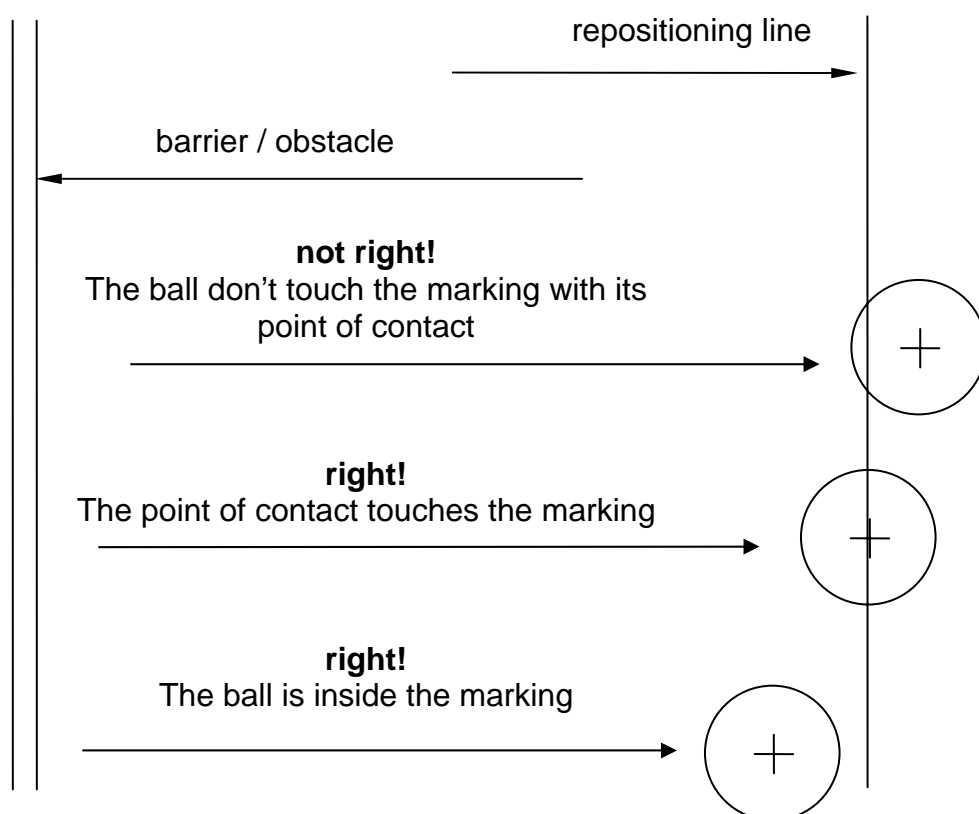 repositioning line
barrier / obstacle
not right!
The ball don’t touch the marking with its
point of contact
right!
The point of contact touches the marking
right!
The ball is inside the marking